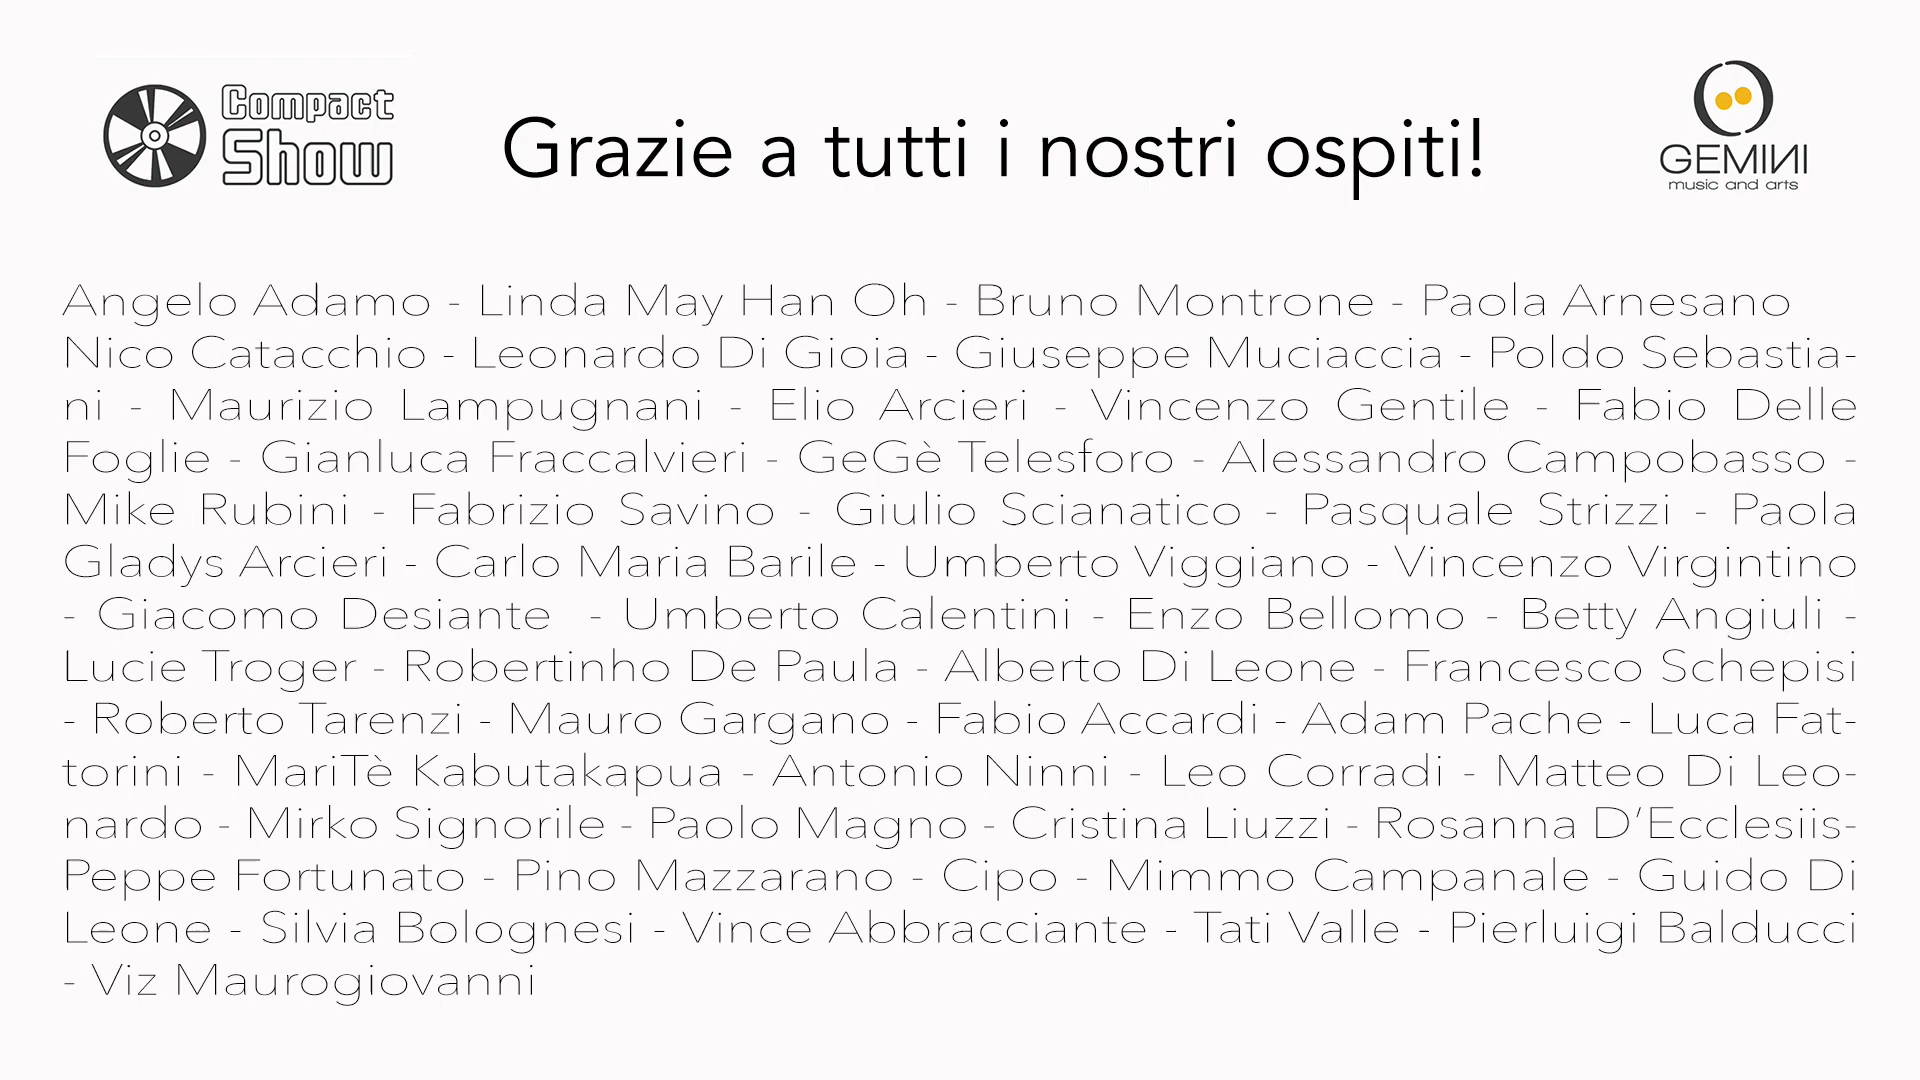 Compact
Show
Grazie a tutti i nostri ospiti!
GEMINI
music and arts
Angelo Adamo - Linda May Han Oh - Bruno Montrone - Paola Arnesano
Nico Catacchio - Leonardo Di Gioia - Giuseppe Muciaccia - Poldo Sebastia-
ni - Maurizio Lampugnani - Elio Arcieri - Vincenzo Gentile - Fabio Delle
Foglie - Gianluca Fraccalvieri - GeGè Telesforo - Alessandro Campobasso -
Mike Rubini - Fabrizio Savino - Giulio Scianatico - Pasquale Strizzi - Paola
Gladys Arcieri - Carlo Maria Barile - Umberto Viggiano - Vincenzo Virgintino
- Giacomo Desiante - Umberto Calentini - Enzo Bellomo - Betty Angiuli -
Lucie Troger - Robertinho De Paula - Alberto Di Leone - Francesco Schepisi
- Roberto Tarenzi - Mauro Gargano - Fabio Accardi - Adam Pache - Luca Fat-
torini - MariTè Kabutakapua - Antonio Ninni - Leo Corradi - Matteo Di Leo-
nardo - Mirko Signorile - Paolo Magno - Cristina Liuzzi - Rosanna D’Ecclesiis-
Peppe Fortunato - Pino Mazzarano - Cipo - Mimmo Campanale - Guido Di
Leone - Silvia Bolognesi - Vince Abbracciante - Tati Valle - Pierluigi Balducci
- Viz Maurogiovanni